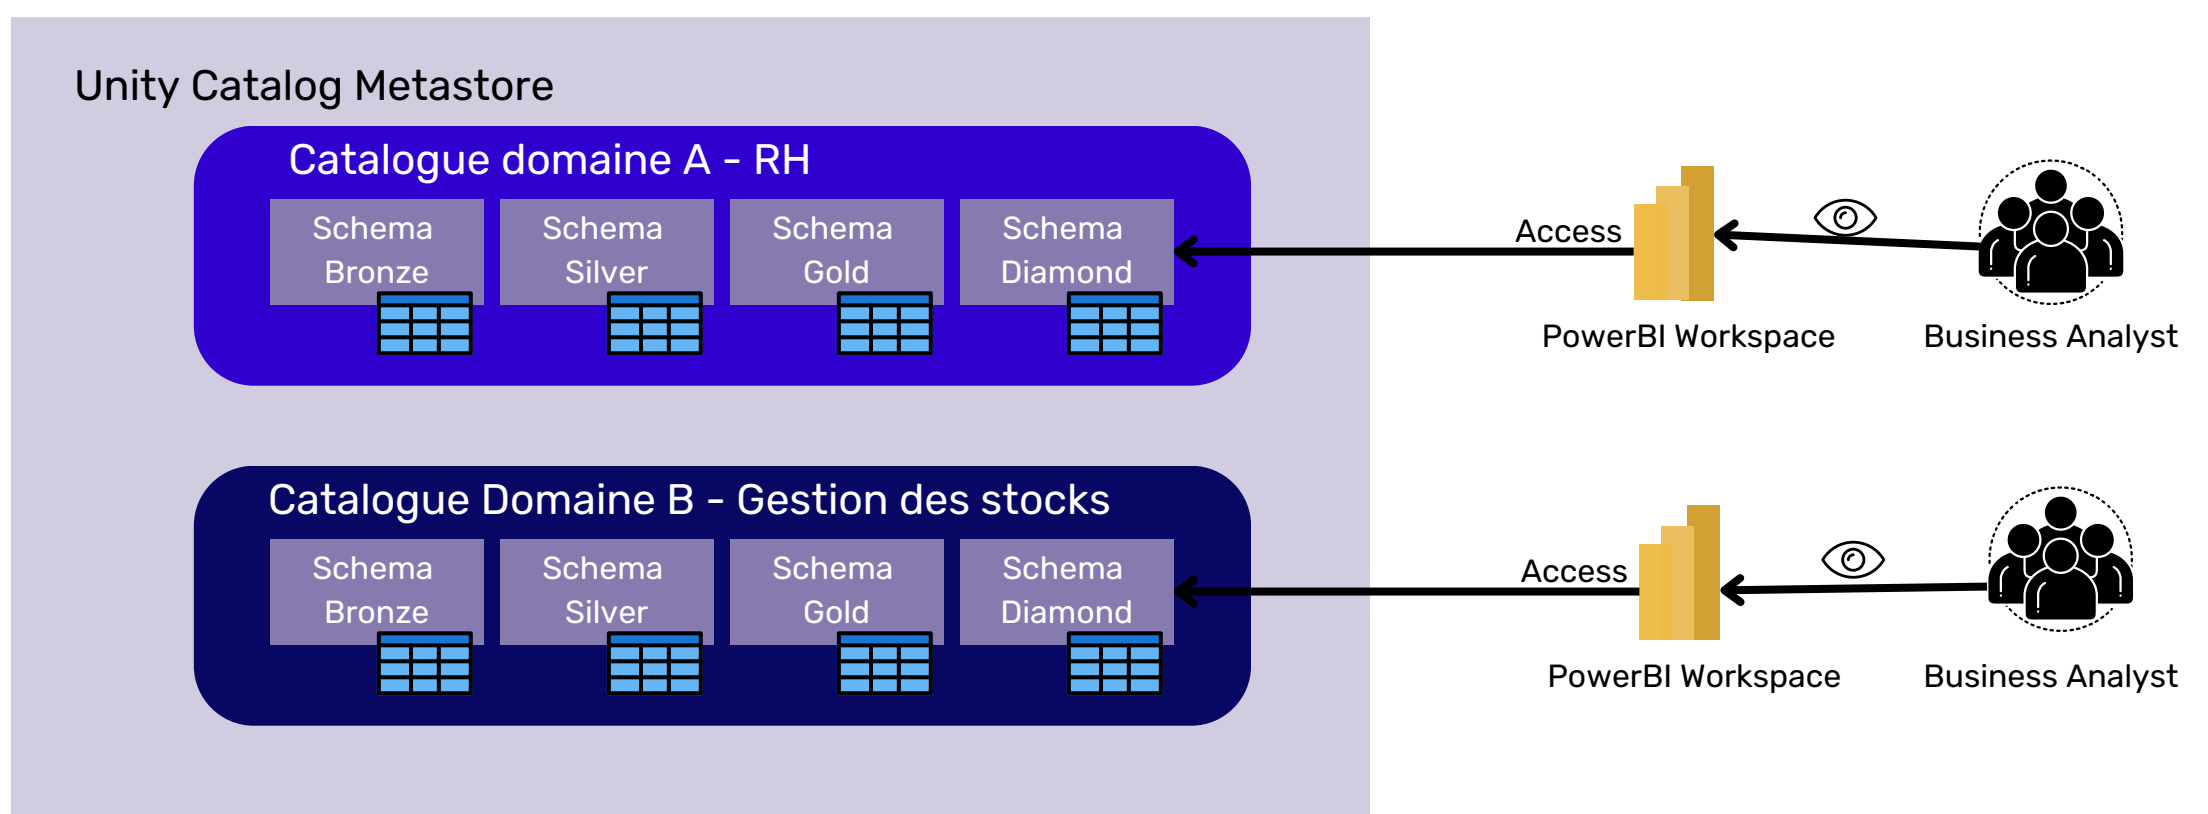 Unity Catalog Metastore
Catalogue domaine A - RH
Schema
Bronze
Schema
Silver
Schema
Gold
Schema
Diamond
Access
PowerBI Workspace
Business Analyst
Catalogue Domaine B - Gestion des stocks
Schema
Bronze
Schema
Silver
Schema
Gold
Schema
Diamond
Access
PowerBI Workspace
Business Analyst